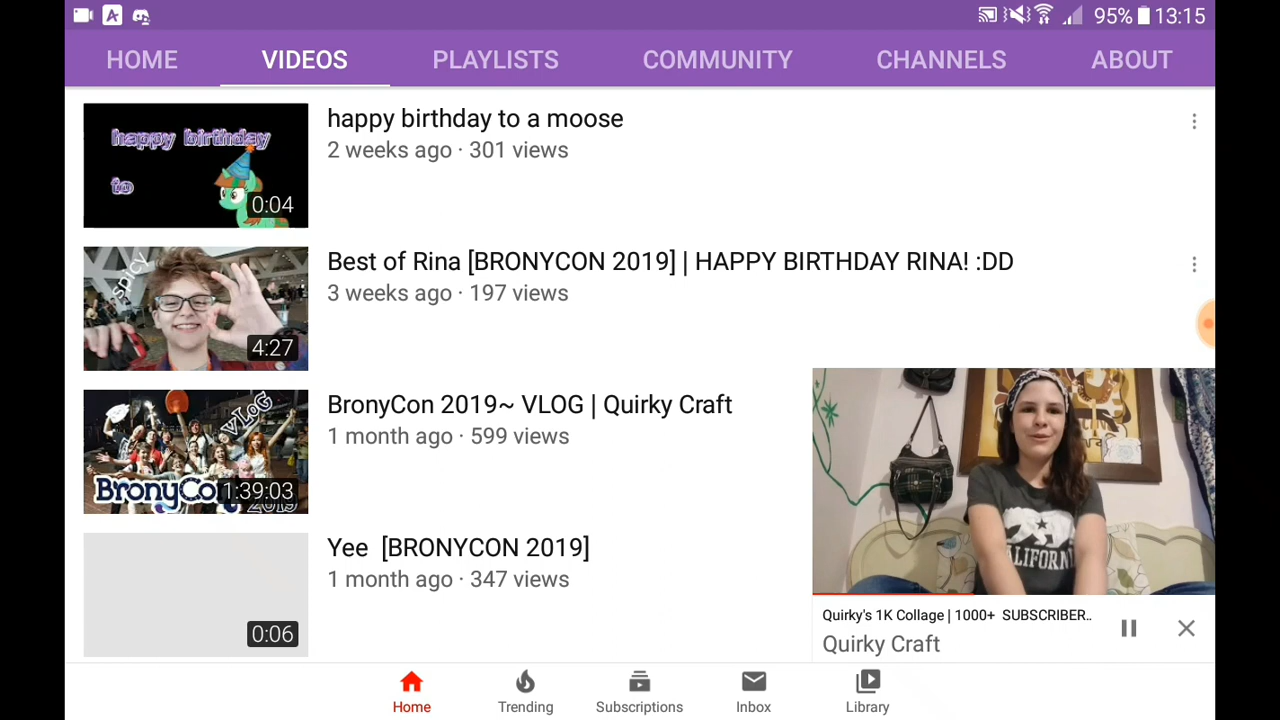 95% 13:15
HOME VIDEOS PLAYLISTS COMMUNITY CHANNELS ABOUT
happy birthday
to
0:04
happy birthday to a moose
2 weeks ago · 301 views
spicy
4:27
Best of Rina [BRONYCON 2019] | HAPPY BIRTHDAY RINA! :DD
3 weeks ago · 197 views
VLOG
BronyCon
2019
1:39:03
BronyCon 2019~ VLOG | Quirky Craft
1 month ago · 599 views
0:06
Yee [BRONYCON 2019]
1 month ago · 347 views
CALIFORNIA
Quirky's 1K Collage | 1000+ SUBSCRIBER..
Quirky Craft
Home Trending Subscriptions Inbox Library